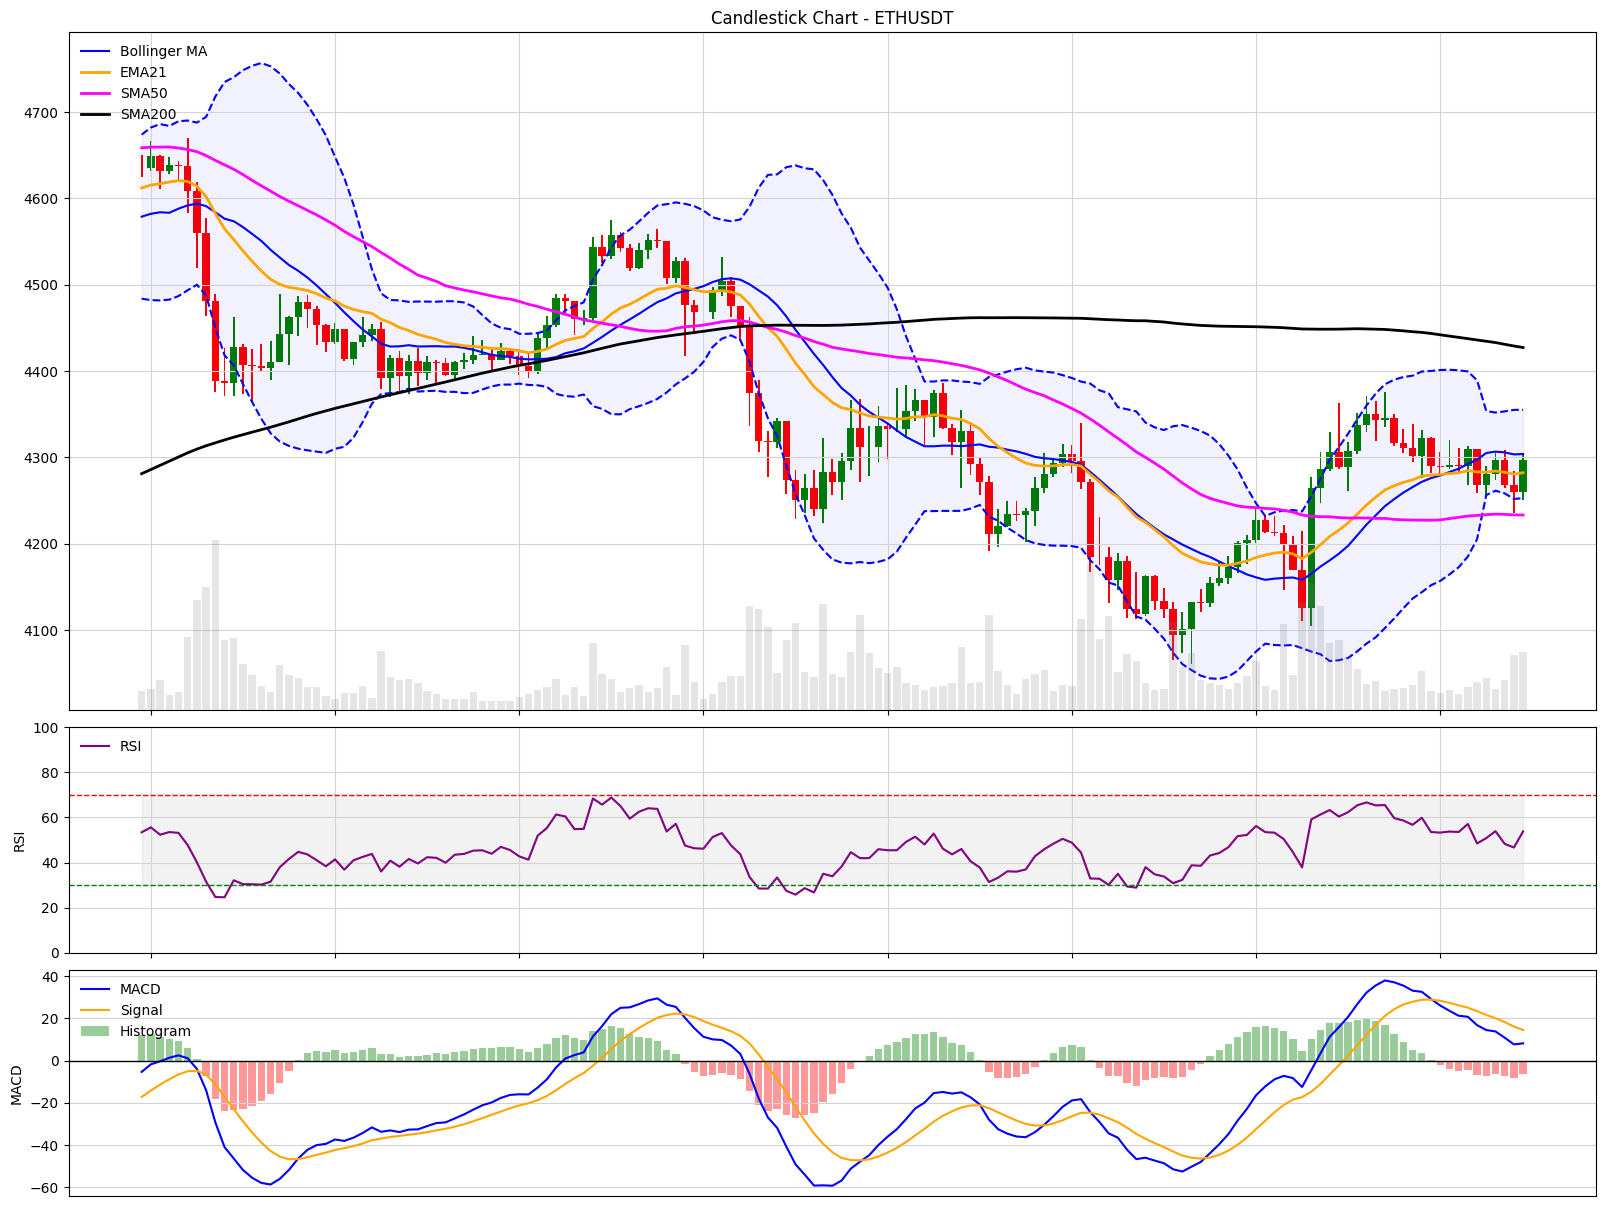 Candlestick Chart - ETHUSDT
Bollinger MA
EMA21
SMA50
SMA200
4700
4600
4500
4400
4300
4200
4100
RSI
100
80
60
40
20
0
RSI
MACD
Signal
Histogram
40
20
0
−20
−40
−60
MACD